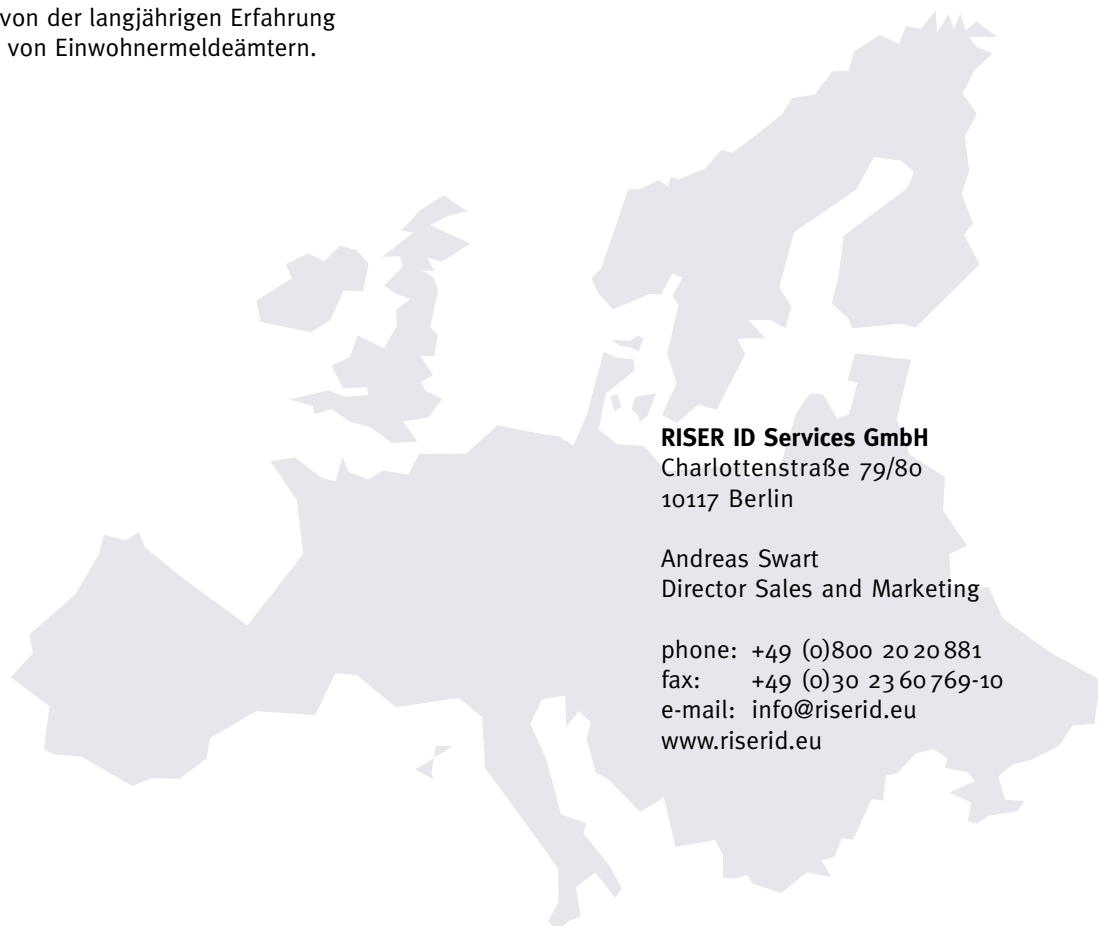 von der langjährigen Erfahrung
von Einwohnermeldeämtern.
RISER ID Services GmbH
Charlottenstraße 79/80
10117 Berlin
Andreas Swart
Director Sales and Marketing
phone: +49 (0)800 20 20 881
fax: +49 (0)30 23 60 769-10
e-mail: info@riserid.eu
www.riserid.eu